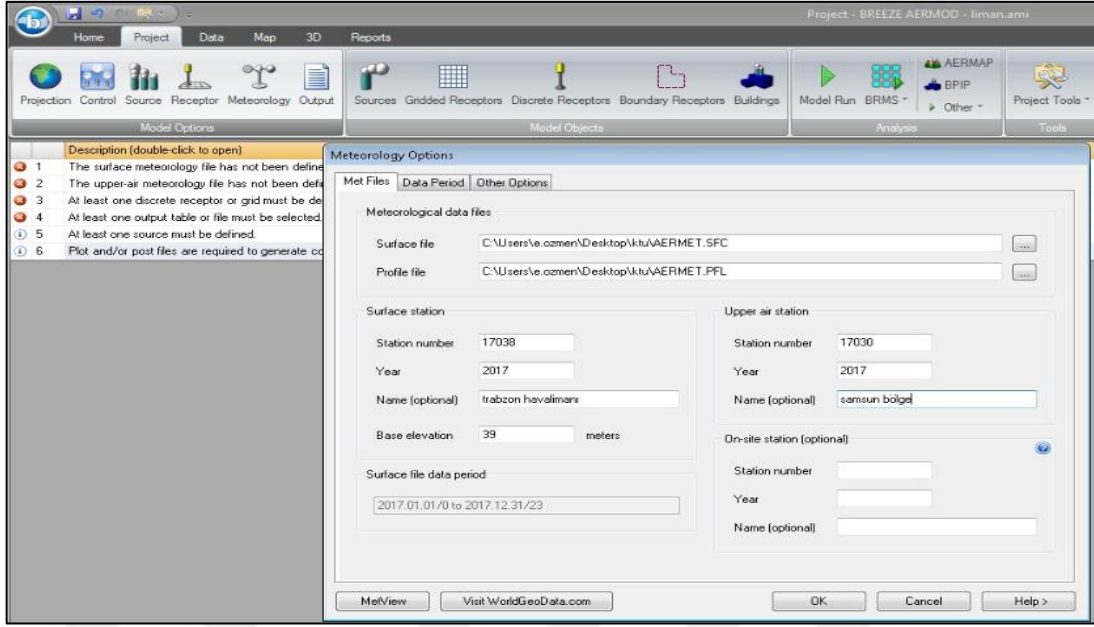 Project - BREEZE AERMOD - liman.ami
Home Project Data Map 3D Reports
Projection Control Source Receptor Meteorology Output
Model Options
Sources Gridded Receptors Discrete Receptors Boundary Receptors Buildings
Model Objects
Model Run BRMS AERMAP BPIP Other
Analysis
Project Tools
Tools
Description (double-click to open)
1 The surface meteorology file has not been define
2 The upper-air meteorology file has not been defi
3 At least one discrete receptor or grid must be de
4 At least one output table or file must be selected.
5 At least one source must be defined.
6 Plot and/or post files are required to generate co
Meteorology Options
Met Files Data Period Other Options
Meteorological data files
Surface file C:\Users\e.ozmen\Desktop\ktu\AERMET.SFC ...
Profile file C:\Users\e.ozmen\Desktop\ktu\AERMET.PFL ...
Surface station
Station number 17038
Year 2017
Name (optional) trabzon havalimanı
Base elevation 39 meters
Surface file data period
2017.01.01/0 to 2017.12.31/23
Upper air station
Station number 17030
Year 2017
Name (optional) samsun bölge
On-site station (optional)
Station number
Year
Name (optional)
MetView Visit WorldGeoData.com OK Cancel Help >